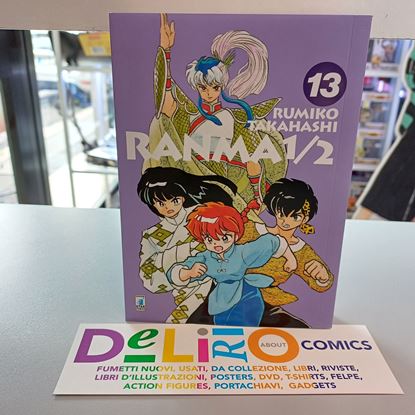 13
RUMIKO
TAKAHASHI
RANMA 1/2
DeLiRiO ABOUT COMICS
FUMETTI NUOVI, USATI, DA COLLEZIONE, LIBRI, RIVISTE,
LIBRI D'ILLUSTRAZIONI, POSTERS, DVD, T-SHIRTS, FELPE,
ACTION FIGURES, PORTACHIAVI, GADGETS